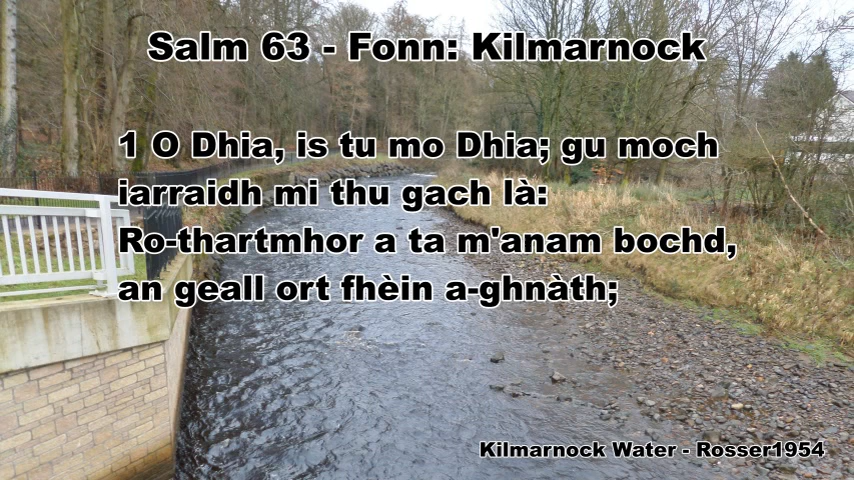 Salm 63 - Fonn: Kilmarnock
1 O Dhia, is tu mo Dhia; gu moch
iarraidh mi thu gach là:
Ro-thartmhor a ta m'anam bochd,
an geall ort fhèin a-ghnàth;
Kilmarnock Water - Rosser1954